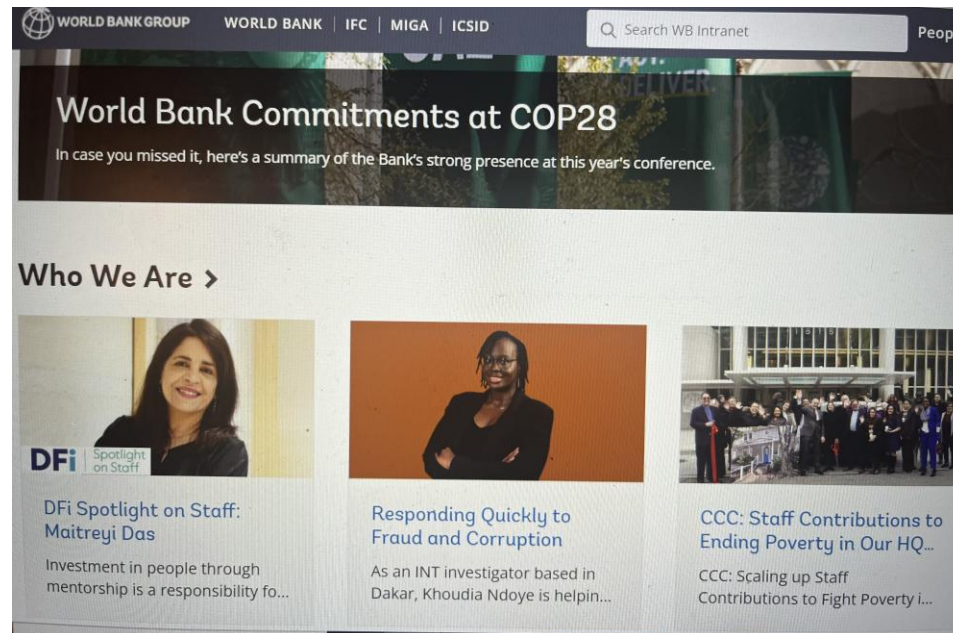 WORLD BANK GROUP
WORLD BANK | IFC | MIGA | ICSID
Search WB Intranet
Peop
ACT.
DELIVER.
World Bank Commitments at COP28
In case you missed it, here's a summary of the Bank's strong presence at this year's conference.
Who We Are >
DFi | Spotlight
on Staff
DFi Spotlight on Staff:
Maitreyi Das
Investment in people through
mentorship is a responsibility fo...
Responding Quickly to
Fraud and Corruption
As an INT investigator based in
Dakar, Khoudia Ndoye is helpin...
CCC: Staff Contributions to
Ending Poverty in Our HQ...
CCC: Scaling up Staff
Contributions to Fight Poverty i...